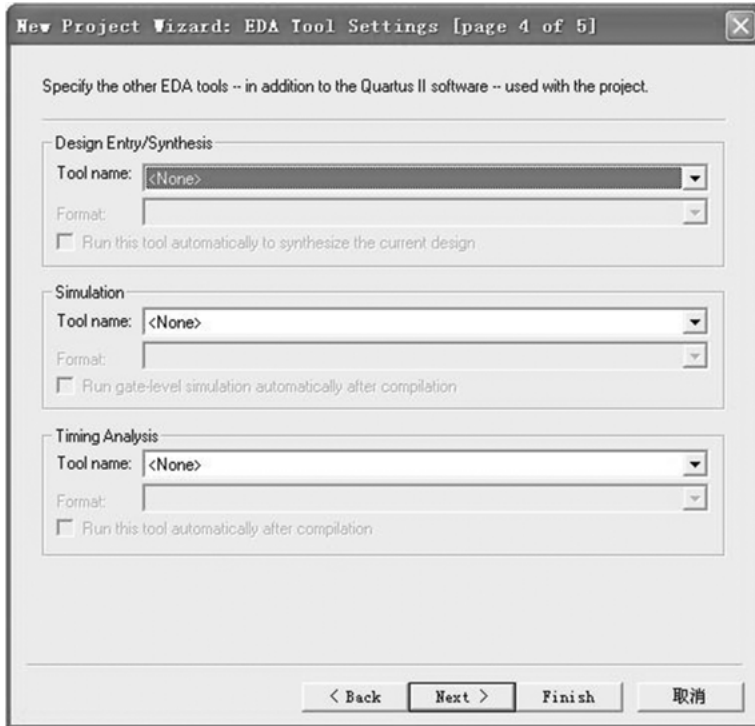 New Project Wizard: EDA Tool Settings [page 4 of 5]
Specify the other EDA tools -- in addition to the Quartus II software -- used with the project.
Design Entry/Synthesis
Tool name: <None>
Format:
Run this tool automatically to synthesize the current design
Simulation
Tool name: <None>
Format:
Run gate-level simulation automatically after compilation
Timing Analysis
Tool name: <None>
Format:
Run this tool automatically after compilation
< Back Next > Finish 取消